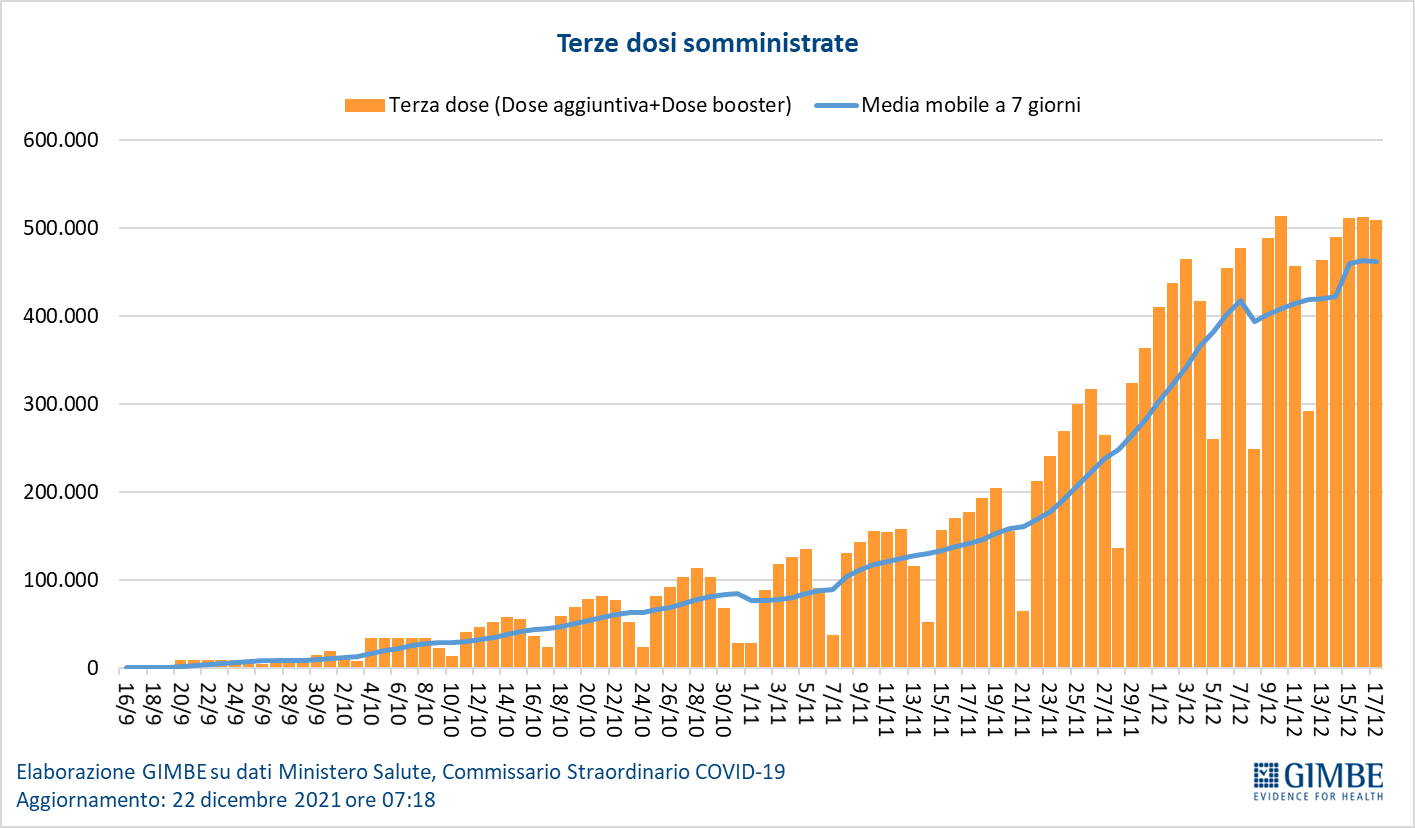 Terze dosi somministrate
Terza dose (Dose aggiuntiva+Dose booster) Media mobile a 7 giorni
600.000
500.000
400.000
300.000
200.000
100.000
0
16/9 18/9 20/9 22/9 24/9 26/9 28/9 30/9 2/10 4/10 6/10 8/10 10/10 12/10 14/10 16/10 18/10 20/10 22/10 24/10 26/10 28/10 30/10 1/11 3/11 5/11 7/11 9/11 11/11 13/11 15/11 17/11 19/11 21/11 23/11 25/11 27/11 29/11 1/12 3/12 5/12 7/12 9/12 11/12 13/12 15/12 17/12
Elaborazione GIMBE su dati Ministero Salute, Commissario Straordinario COVID-19
Aggiornamento: 22 dicembre 2021 ore 07:18
GIMBE
EVIDENCE FOR HEALTH